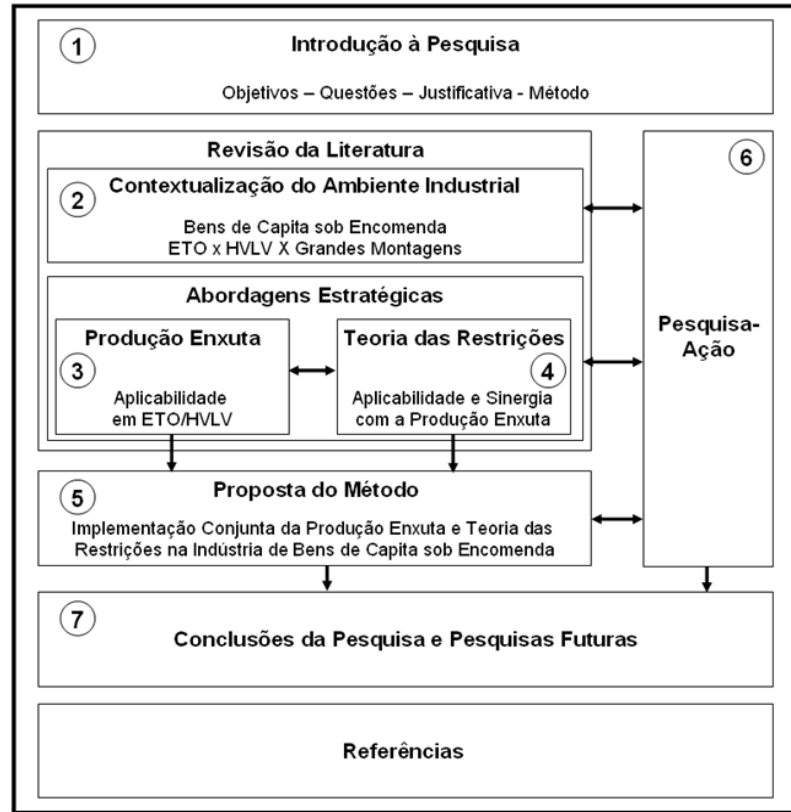 1
Introdução à Pesquisa
Objetivos – Questões – Justificativa - Método
Revisão da Literatura
2
Contextualização do Ambiente Industrial
Bens de Capita sob Encomenda
ETO x HVLV X Grandes Montagens
Abordagens Estratégicas
Produção Enxuta
3
Aplicabilidade
em ETO/HVLV
Teoria das Restrições
4
Aplicabilidade e Sinergia
com a Produção Enxuta
5
Proposta do Método
Implementação Conjunta da Produção Enxuta e Teoria das
Restrições na Indústria de Bens de Capita sob Encomenda
6
Pesquisa-
Ação
7
Conclusões da Pesquisa e Pesquisas Futuras
Referências